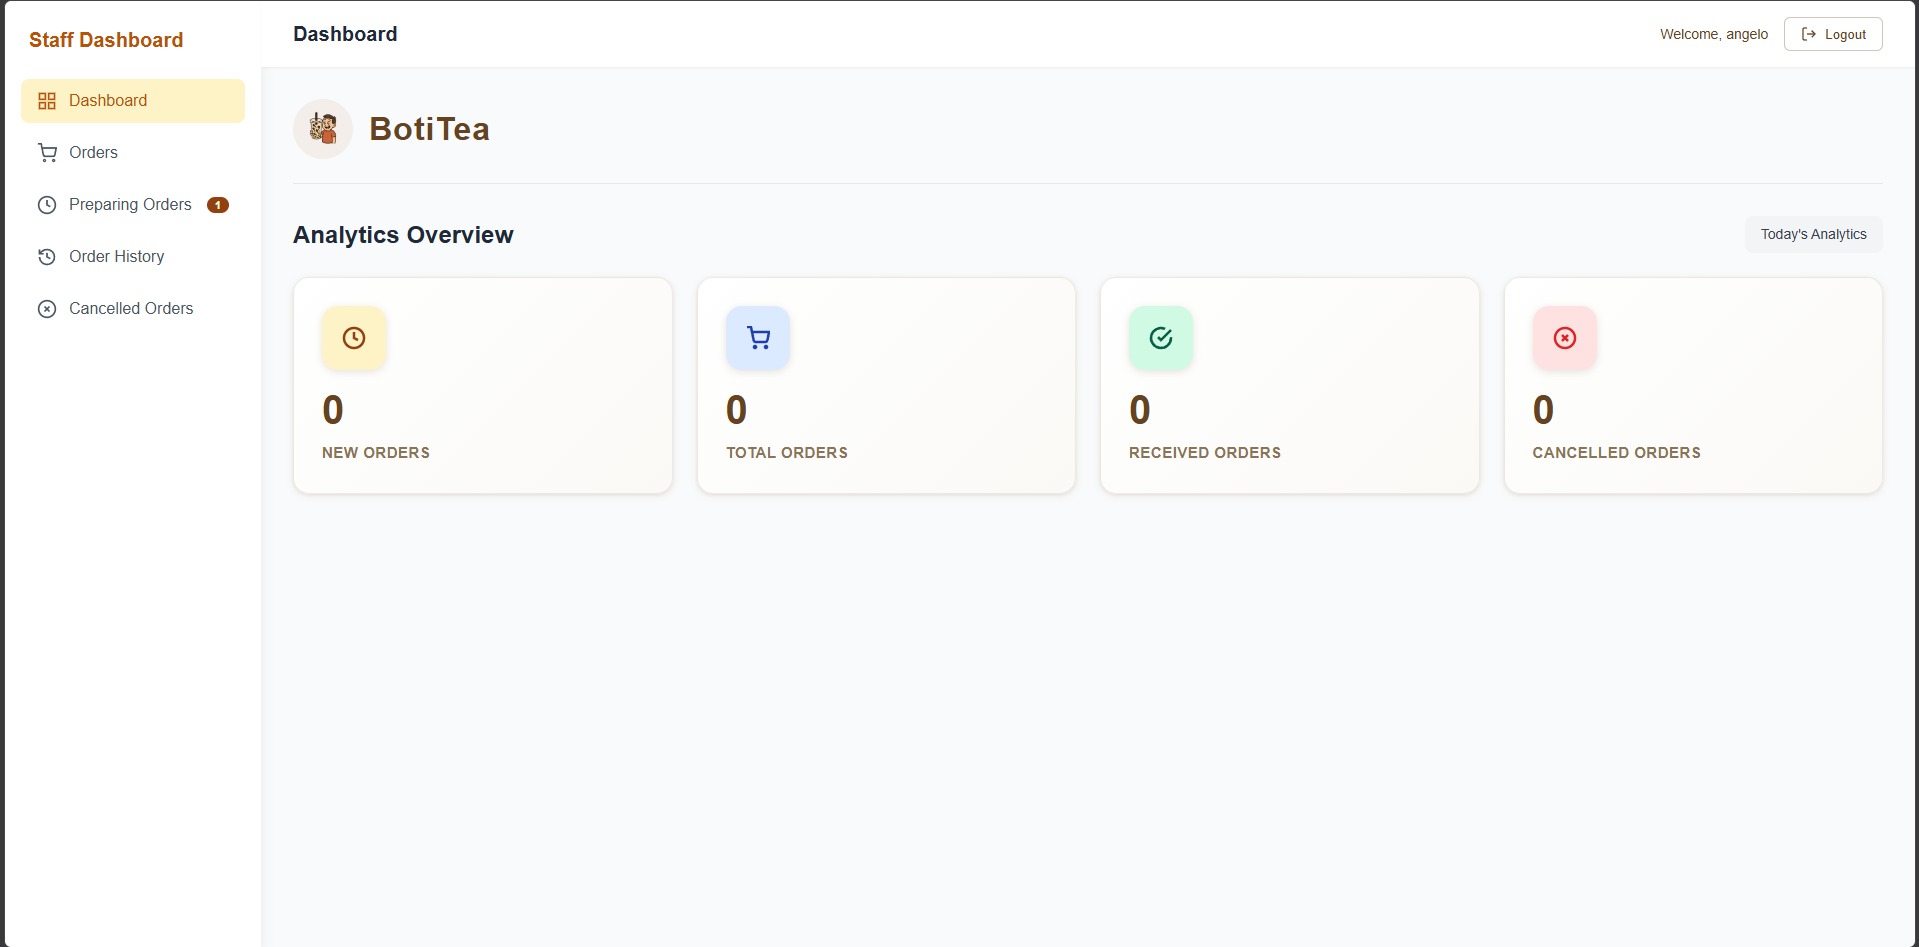 Staff Dashboard
Dashboard
Orders
Preparing Orders 1
Order History
Cancelled Orders
Dashboard
Welcome, angelo
Logout
BotiTea
Analytics Overview
Today's Analytics
0
NEW ORDERS
0
TOTAL ORDERS
0
RECEIVED ORDERS
0
CANCELLED ORDERS